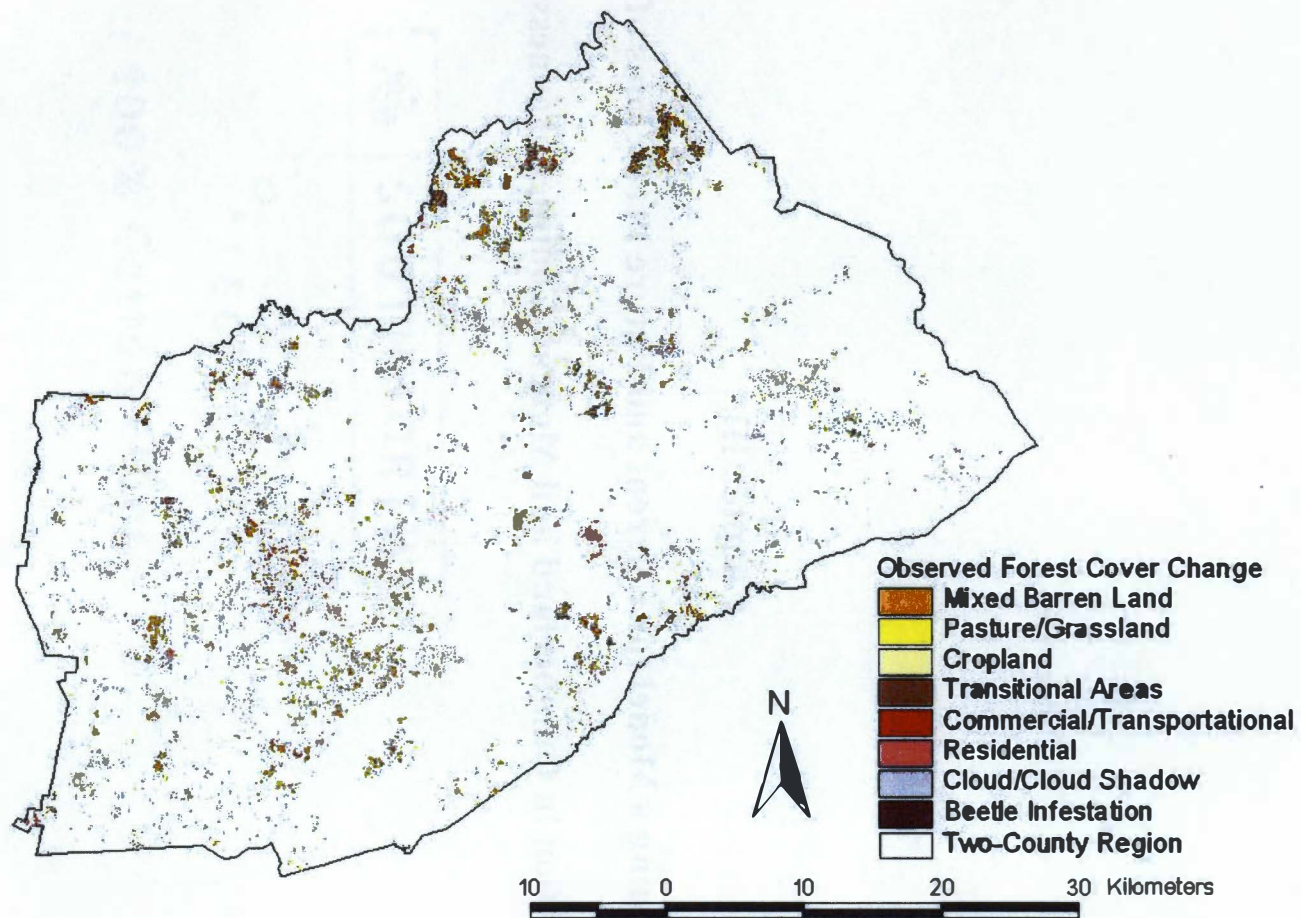 Observed Forest Cover Change
Mixed Barren Land
Pasture/Grassland
Cropland
Transitional Areas
Commercial/Transportational
Residential
Cloud/Cloud Shadow
Beetle Infestation
Two-County Region
N
10 0 10 20 30 Kilometers